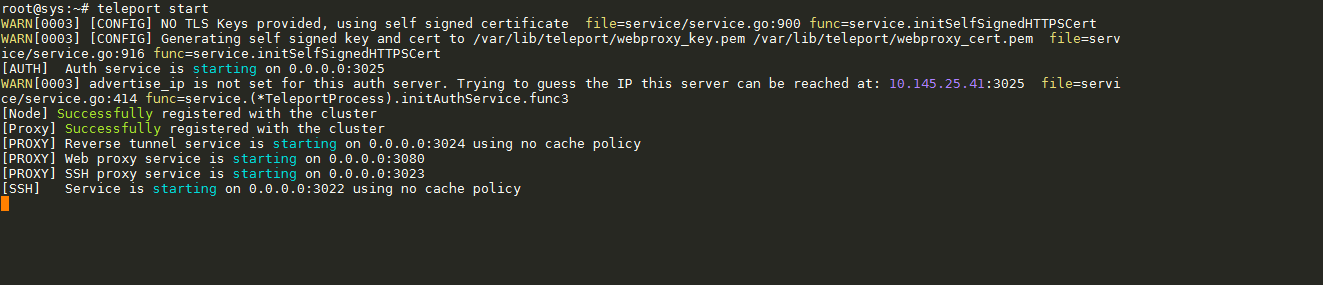 root@sys:~# teleport start
WARN[0003] [CONFIG] NO TLS Keys provided, using self signed certificate  file=service/service.go:900 func=service.initSelfSignedHTTPSCert
WARN[0003] [CONFIG] Generating self signed key and cert to /var/lib/teleport/webproxy_key.pem /var/lib/teleport/webproxy_cert.pem  file=serv
ice/service.go:916 func=service.initSelfSignedHTTPSCert
[AUTH]  Auth service is starting on 0.0.0.0:3025
WARN[0003] advertise_ip is not set for this auth server. Trying to guess the IP this server can be reached at: 10.145.25.41:3025  file=servi
ce/service.go:414 func=service.(*TeleportProcess).initAuthService.func3
[Node] Successfully registered with the cluster
[Proxy] Successfully registered with the cluster
[PROXY] Reverse tunnel service is starting on 0.0.0.0:3024 using no cache policy
[PROXY] Web proxy service is starting on 0.0.0.0:3080
[PROXY] SSH proxy service is starting on 0.0.0.0:3023
[SSH]   Service is starting on 0.0.0.0:3022 using no cache policy